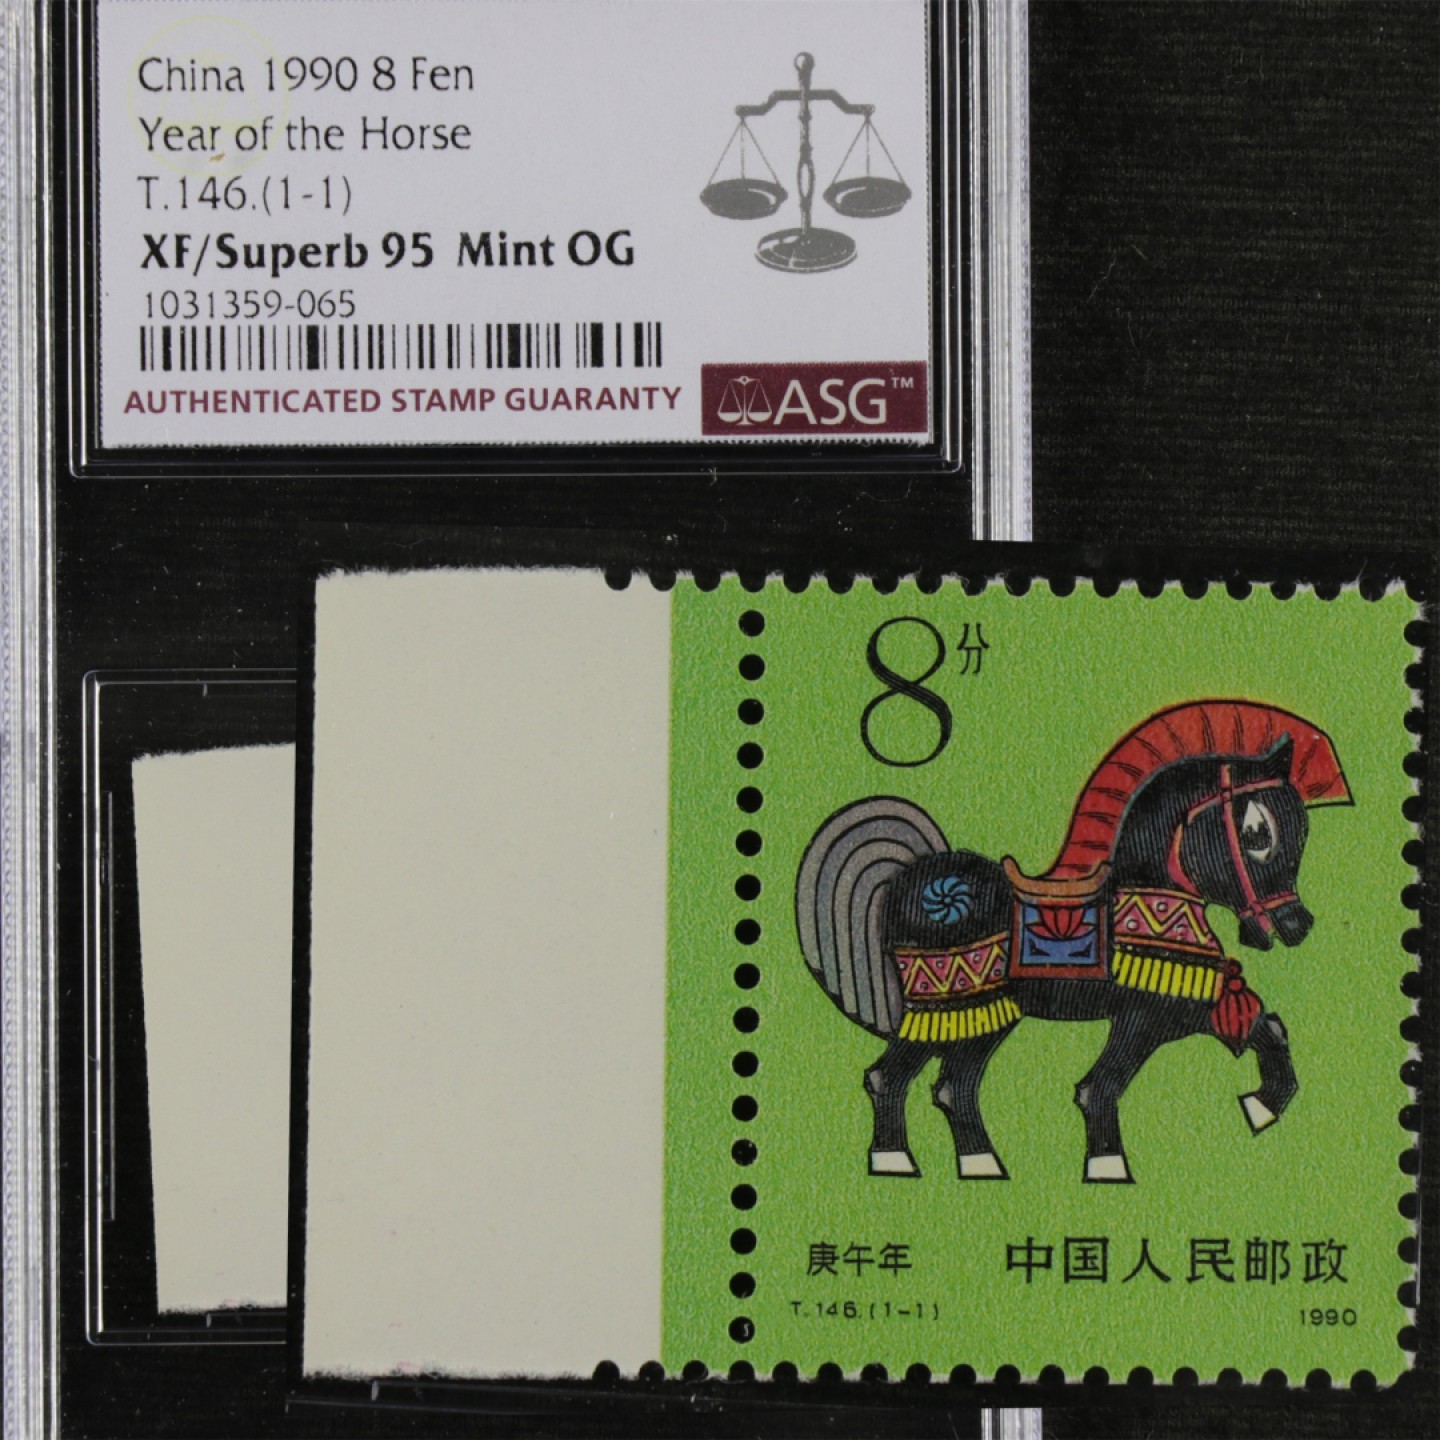 China 1990 8 Fen
Year of the Horse
T.146.(1-1)
XF/Superb 95 Mint OG
1031359-065
AUTHENTICATED STAMP GUARANTY
ASG™
8分
庚午年
中国人民邮政
T.146.(1-1)
1990